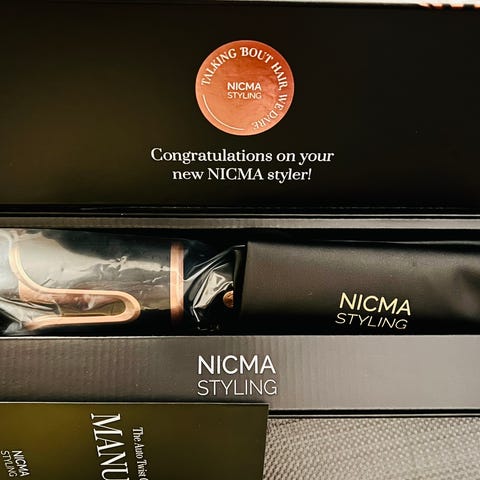 TALKING 'BOUT HAIR, WE DARE
NICMA
STYLING
Congratulations on your
new NICMA styler!
NICMA
STYLING
NICMA
STYLING
The Auto Twist
MANU
NICMA
STYLING